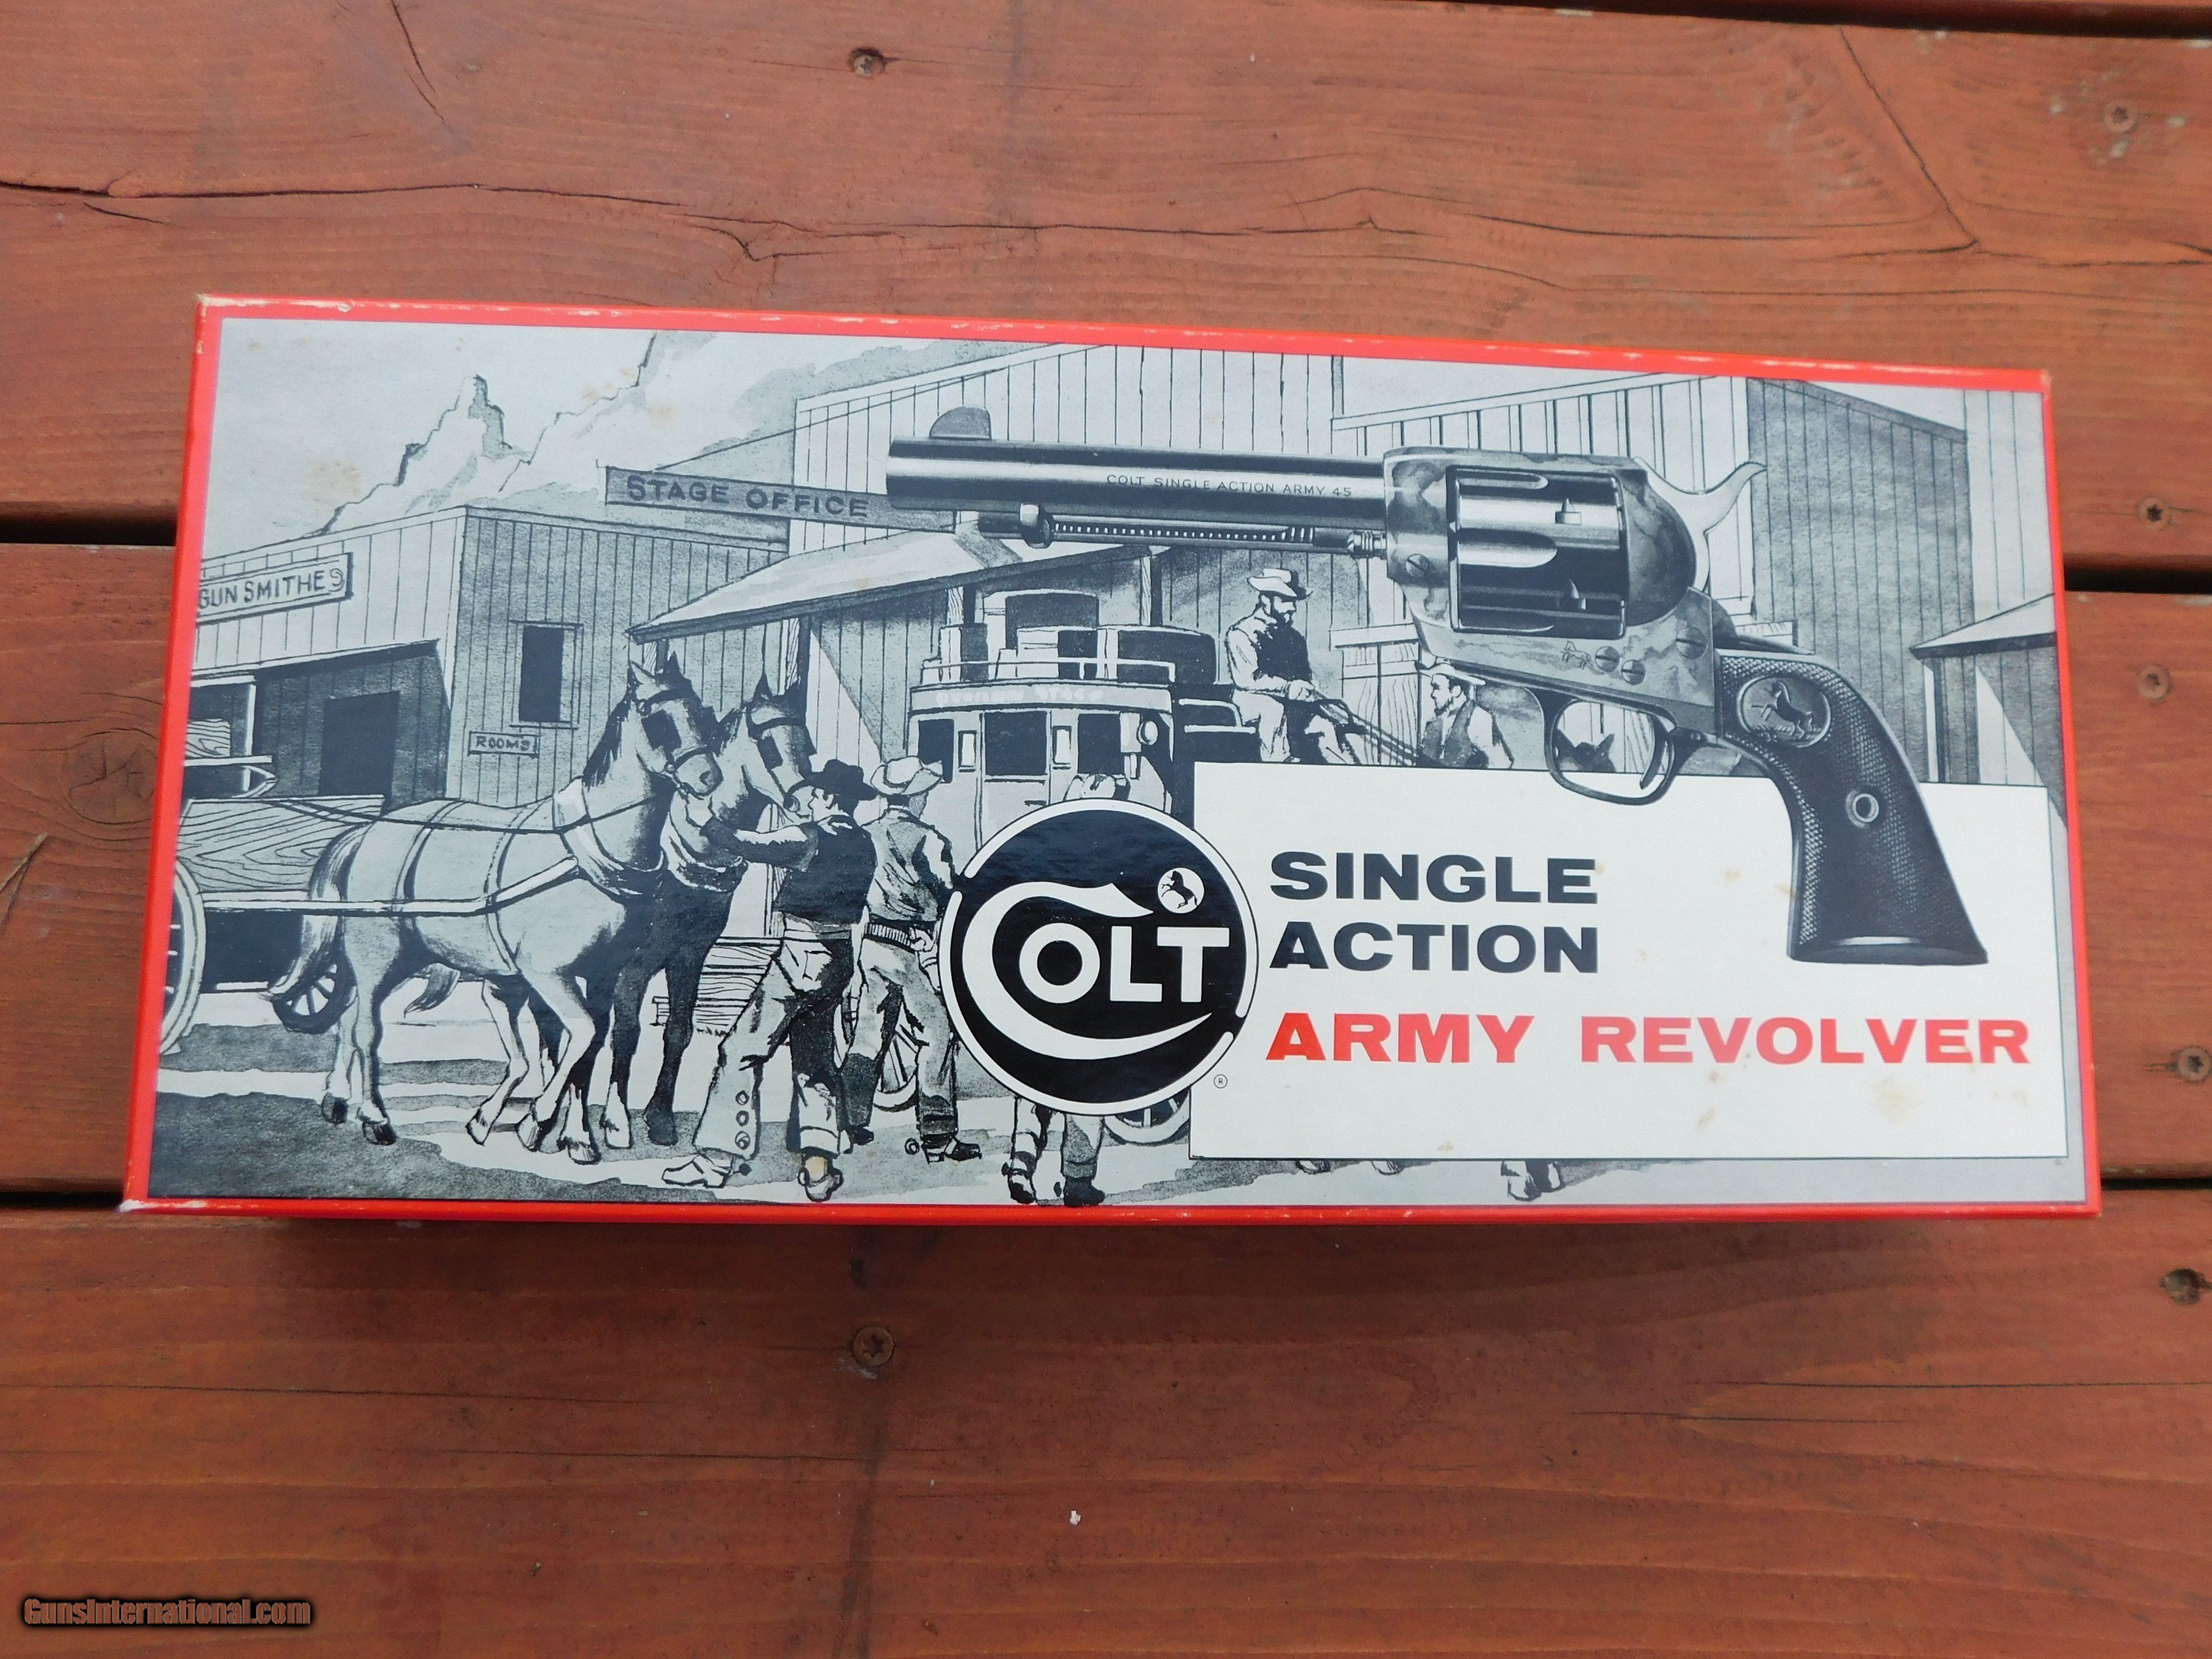 STAGE OFFICE
COLT SINGLE ACTION ARMY 45
GUN SMITHES
ROOMS
COLT
®
SINGLE
ACTION
ARMY REVOLVER
GunsInternational.com